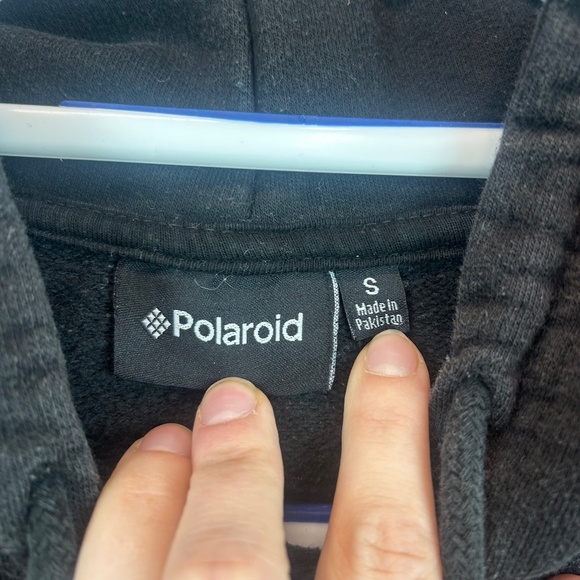 Polaroid
S
Made in
Pakistan